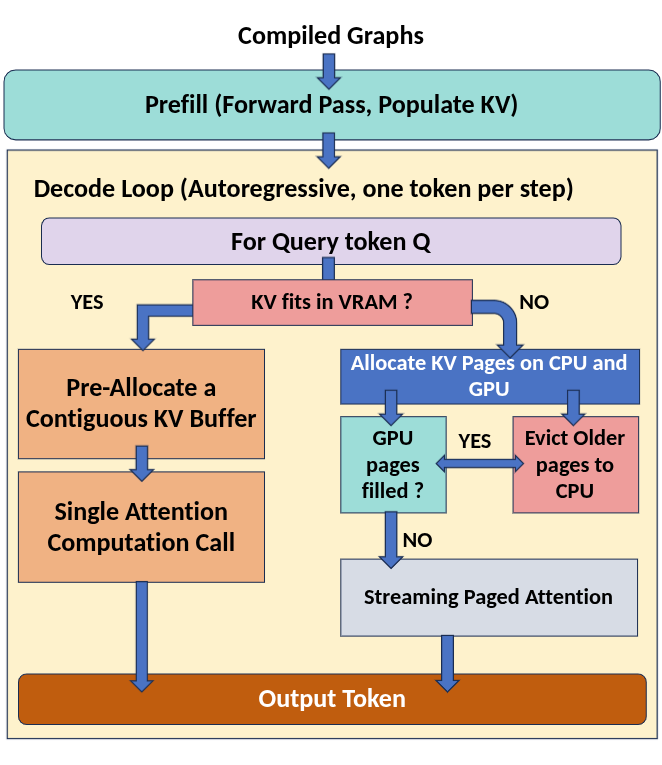 Compiled Graphs
Prefill (Forward Pass, Populate KV)
Decode Loop (Autoregressive, one token per step)
For Query token Q
YES
KV fits in VRAM ?
NO
Pre-Allocate a
Contiguous KV Buffer
Allocate KV Pages on CPU and
GPU
GPU
pages
filled ?
YES
Evict Older
pages to
CPU
Single Attention
Computation Call
NO
Streaming Paged Attention
Output Token